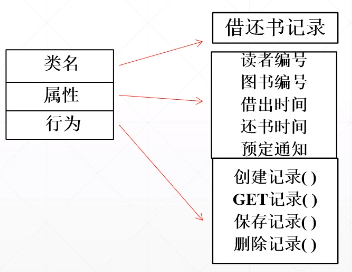 类名
属性
行为
借还书记录
读者编号
图书编号
借出时间
还书时间
预定通知
创建记录( )
GET记录( )
保存记录( )
删除记录( )